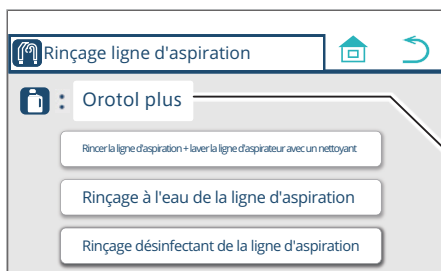 Rinçage ligne d'aspiration
: Orotol plus
Rincer la ligne d'aspiration + laver la ligne d'aspirateur avec un nettoyant
Rinçage à l'eau de la ligne d'aspiration
Rinçage désinfectant de la ligne d'aspiration